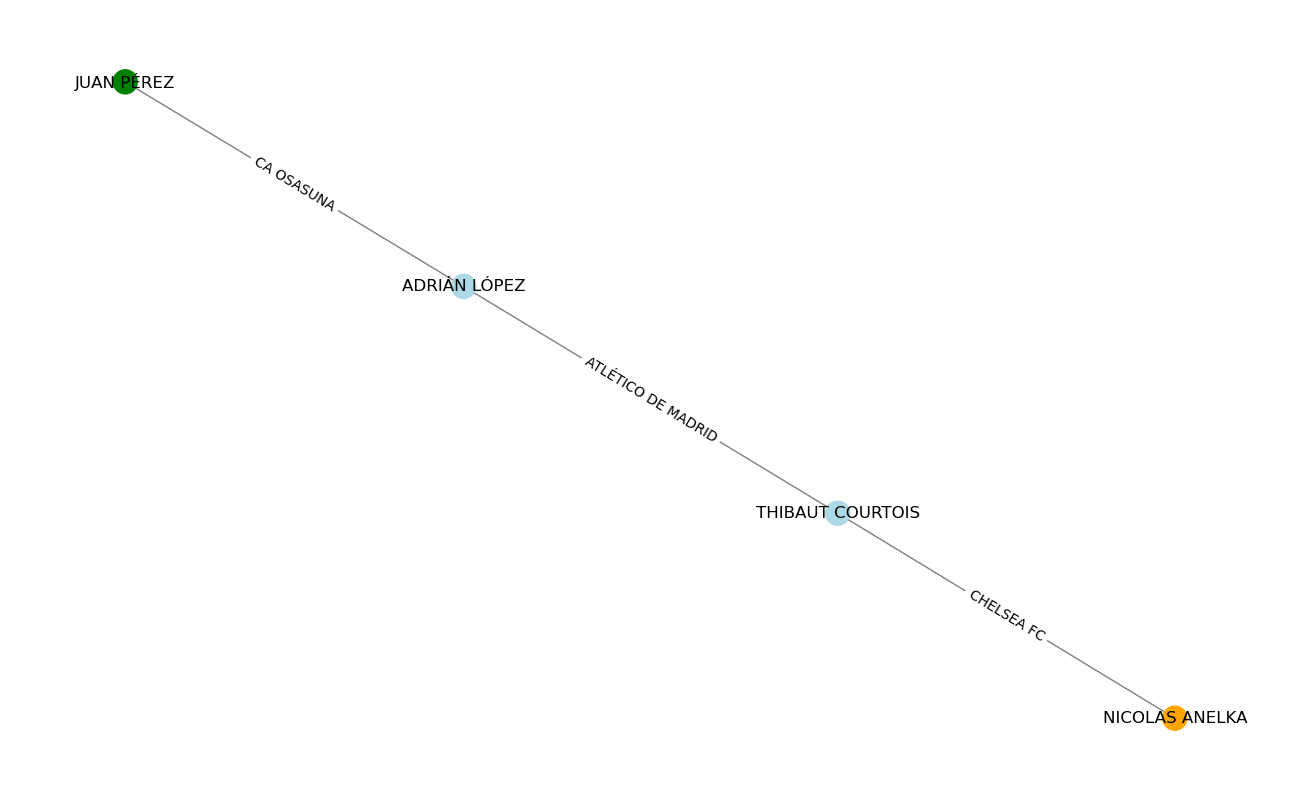 JUAN PÉREZ
CA OSASUNA
ADRIÁN LÓPEZ
ATLÉTICO DE MADRID
THIBAUT COURTOIS
CHELSEA FC
NICOLAS ANELKA